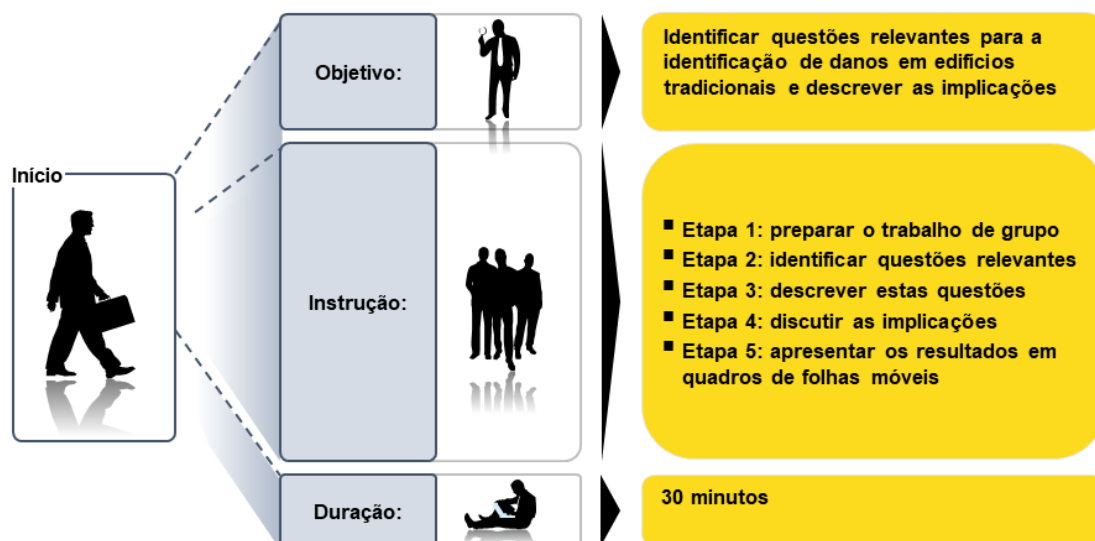 Início
Objetivo:
Identificar questões relevantes para a
identificação de danos em edifícios
tradicionais e descrever as implicações
Instrução:
▪ Etapa 1: preparar o trabalho de grupo
▪ Etapa 2: identificar questões relevantes
▪ Etapa 3: descrever estas questões
▪ Etapa 4: discutir as implicações
▪ Etapa 5: apresentar os resultados em
quadros de folhas móveis
Duração:
30 minutos